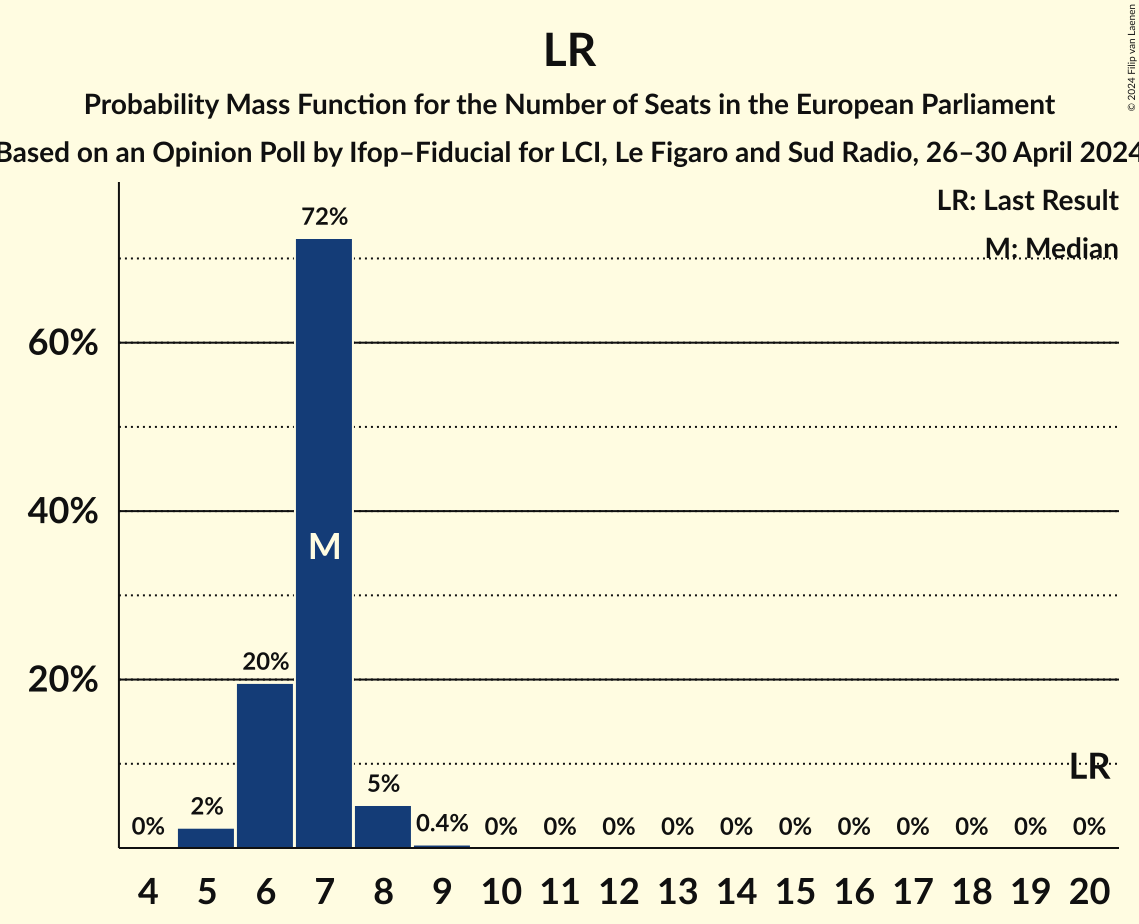 LR
Probability Mass Function for the Number of Seats in the European Parliament
Based on an Opinion Poll by Ifop–Fiducial for LCI, Le Figaro and Sud Radio, 26–30 April 2024
© 2024 Filip van Laenen
LR: Last Result
M: Median
72%
60%
40%
M
20%
20%
LR
5%
2%
0% 0.4% 0% 0% 0% 0% 0% 0% 0% 0% 0% 0% 0%
4 5 6 7 8 9 10 11 12 13 14 15 16 17 18 19 20